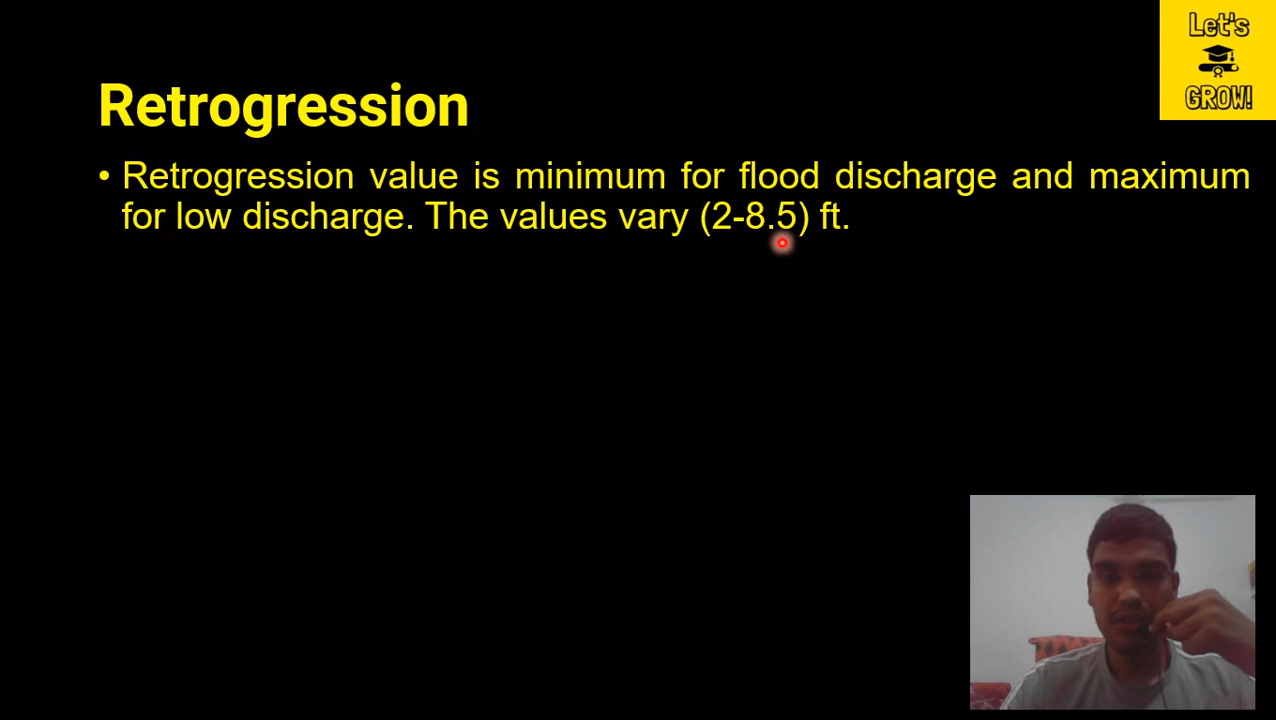 Let's
GROW!
Retrogression
• Retrogression value is minimum for flood discharge and maximum
for low discharge. The values vary (2-8.5) ft.